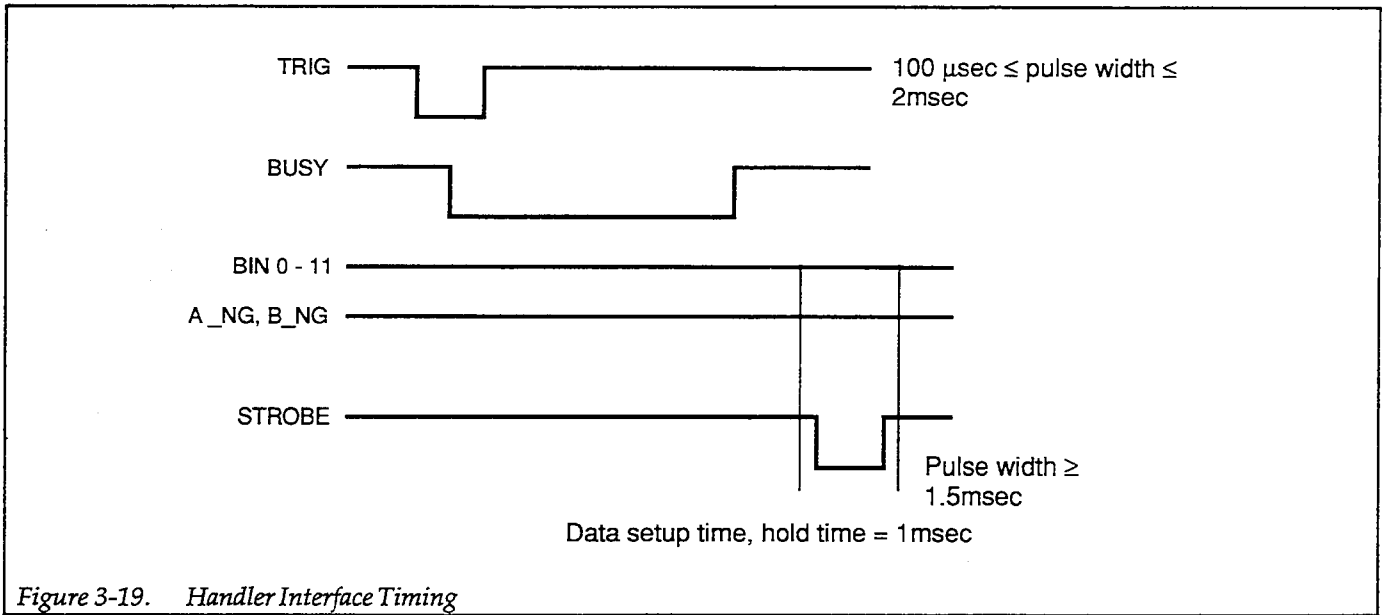 TRIG
100 µsec ≤ pulse width ≤
2msec
BUSY
BIN 0 - 11
A _NG, B_NG
STROBE
Pulse width ≥
1.5msec
Data setup time, hold time = 1msec
Figure 3-19. Handler Interface Timing